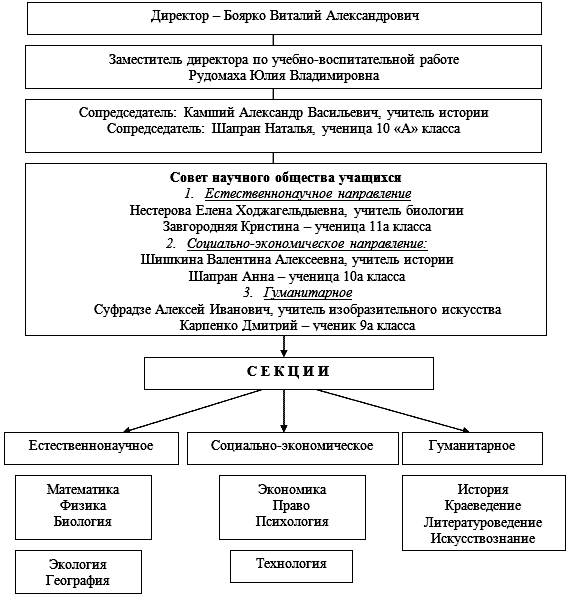 Директор – Боярко Виталий Александрович
Заместитель директора по учебно-воспитательной работе
Рудомаха Юлия Владимировна
Сопредседатель: Камший Александр Васильевич, учитель истории
Сопредседатель: Шапран Наталья, ученица 10 «А» класса
Совет научного общества учащихся
1. Естественнонаучное направление
Нестерова Елена Ходжагельдыевна, учитель биологии
Завгородняя Кристина – ученица 11а класса
2. Социально-экономическое направление:
Шишкина Валентина Алексеевна, учитель истории
Шапран Анна – ученица 10а класса
3. Гуманитарное
Суфрадзе Алексей Иванович, учитель изобразительного искусства
Карпенко Дмитрий – ученик 9а класса
С Е К Ц И И
Естественнонаучное
Социально-экономическое
Гуманитарное
Математика
Физика
Биология
Экономика
Право
Психология
История
Краеведение
Литературоведение
Искусствознание
Экология
География
Технология